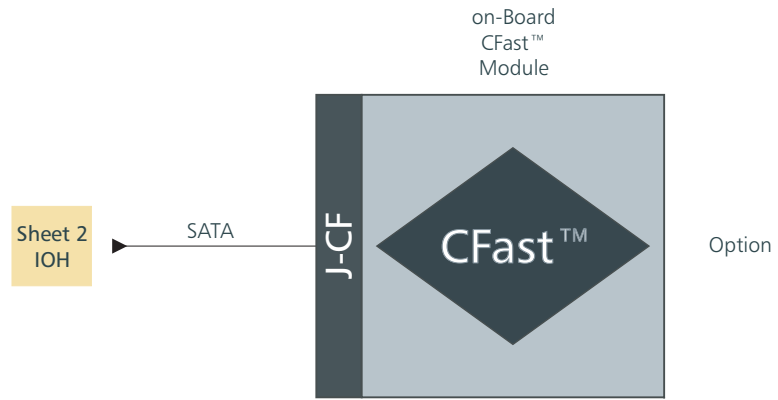 on-Board
CFast™
Module
Sheet 2
IOH
SATA
J-CF
CFast™
Option